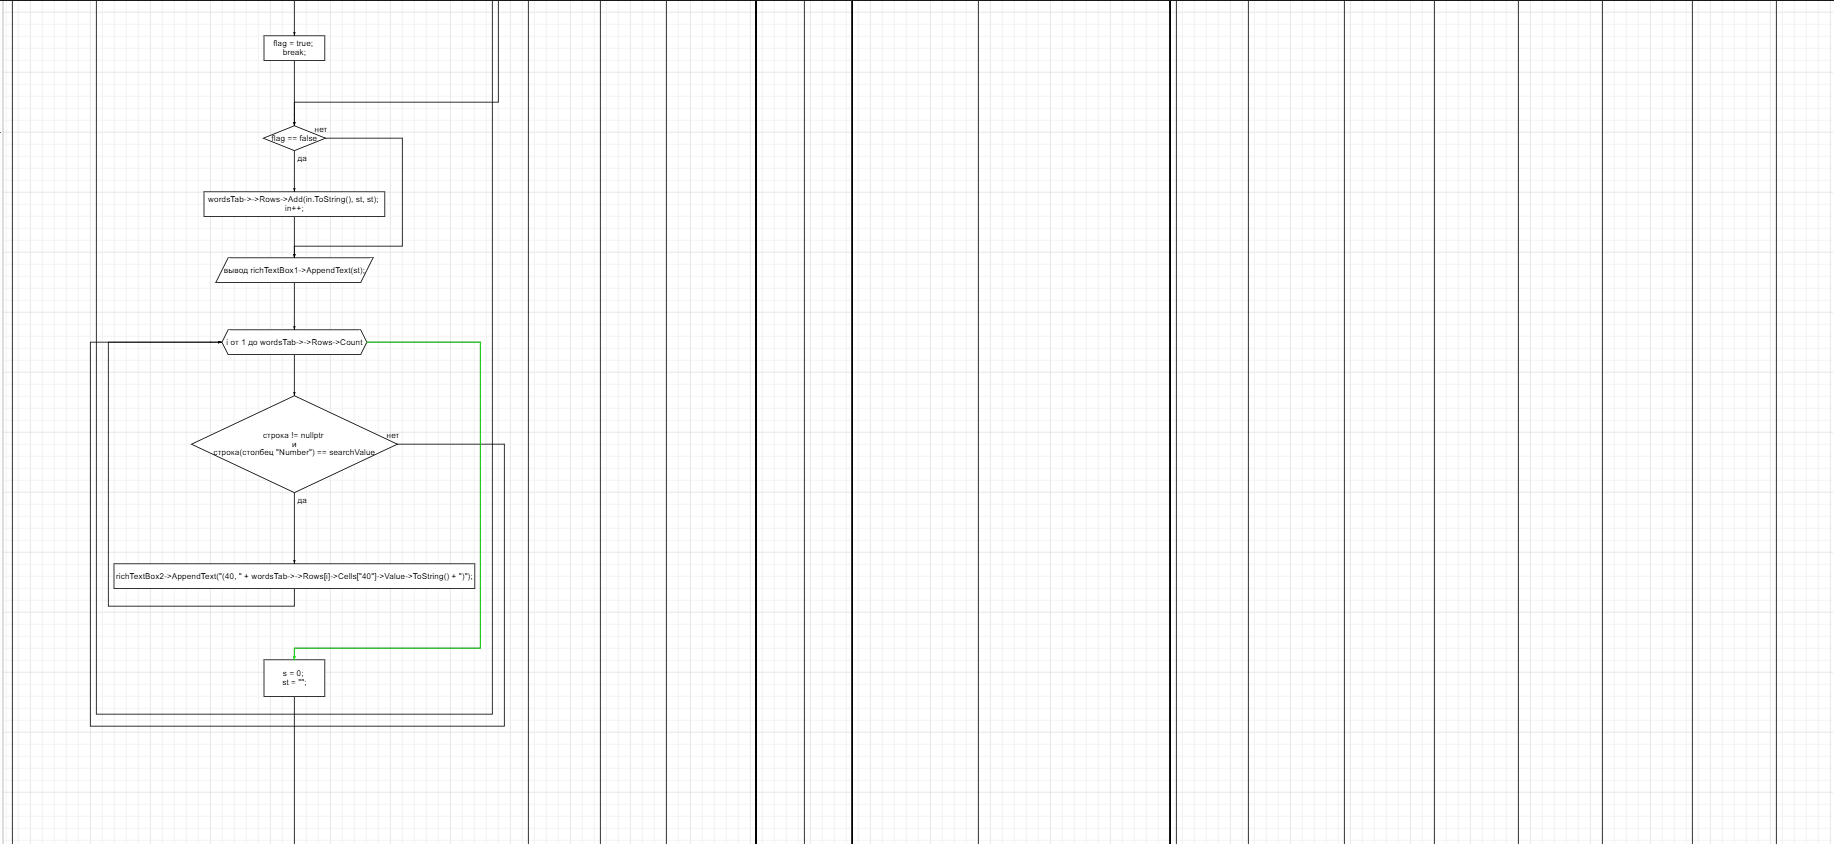 flag = true;
break;
нет
flag == false
да
wordsTab->->Rows->Add(in.ToString(), st, st);
in++;
вывод richTextBox1->AppendText(st);
i от 1 до wordsTab->->Rows->Count
нет
строка != nullptr
и
строка(столбец "Number") == searchValue
да
richTextBox2->AppendText("(40, " + wordsTab->->Rows[i]->Cells["40"]->Value->ToString() + ")");
s = 0;
st = "";